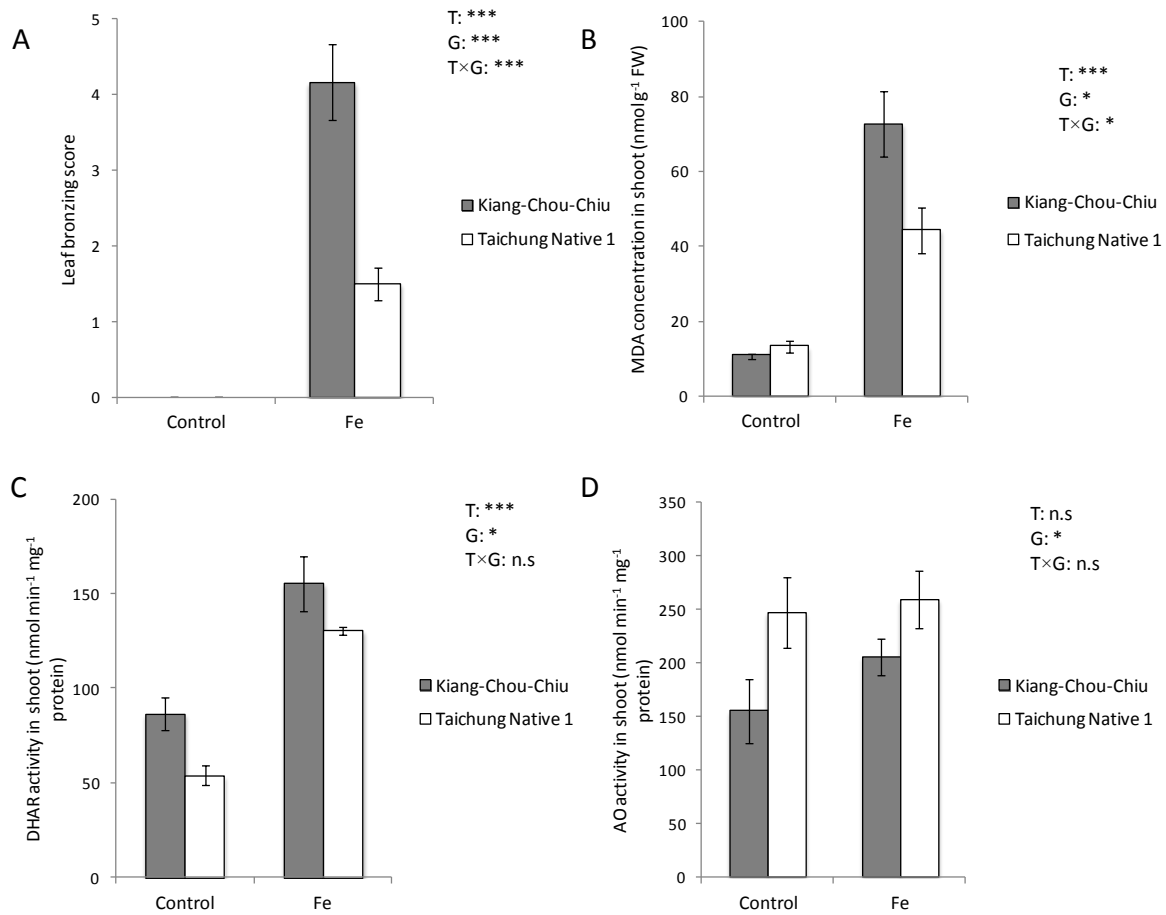 A
Leaf bronzing score
5
4
3
2
1
0
Control
Fe
T: ***
G: ***
T×G: ***
Kiang-Chou-Chiu
Taichung Native 1
B
MDA concentration in shoot (nmol g⁻¹ FW)
100
80
60
40
20
0
Control
Fe
T: ***
G: *
T×G: *
Kiang-Chou-Chiu
Taichung Native 1
C
DHAR activity in shoot (nmol min⁻¹ mg⁻¹
protein)
200
150
100
50
0
Control
Fe
T: ***
G: *
T×G: n.s
Kiang-Chou-Chiu
Taichung Native 1
D
AO activity in shoot (nmol min⁻¹ mg⁻¹
protein)
350
300
250
200
150
100
50
0
Control
Fe
T: n.s
G: *
T×G: n.s
Kiang-Chou-Chiu
Taichung Native 1